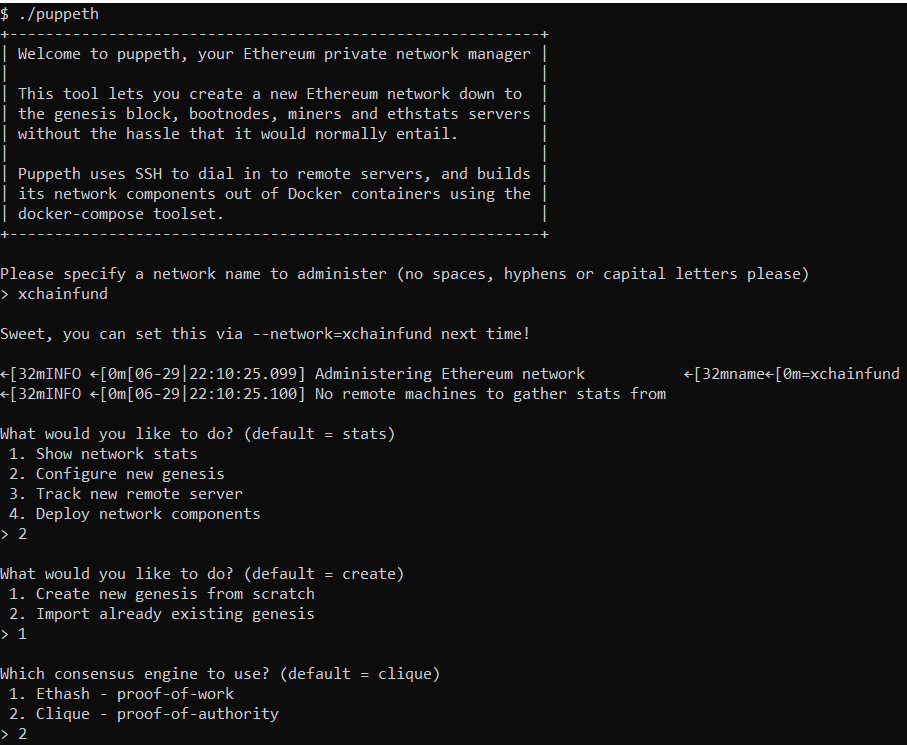 $ ./puppeth
+-----------------------------------------------------------+
| Welcome to puppeth, your Ethereum private network manager |
|                                                           |
| This tool lets you create a new Ethereum network down to  |
| the genesis block, bootnodes, miners and ethstats servers |
| without the hassle that it would normally entail.         |
|                                                           |
| Puppeth uses SSH to dial in to remote servers, and builds |
| its network components out of Docker containers using the |
| docker-compose toolset.                                   |
+-----------------------------------------------------------+
Please specify a network name to administer (no spaces, hyphens or capital letters please)
> xchainfund
Sweet, you can set this via --network=xchainfund next time!
←[32mINFO ←[0m[06-29|22:10:25.099] Administering Ethereum network           ←[32mname←[0m=xchainfund
←[32mINFO ←[0m[06-29|22:10:25.100] No remote machines to gather stats from
What would you like to do? (default = stats)
 1. Show network stats
 2. Configure new genesis
 3. Track new remote server
 4. Deploy network components
> 2
What would you like to do? (default = create)
 1. Create new genesis from scratch
 2. Import already existing genesis
> 1
Which consensus engine to use? (default = clique)
 1. Ethash - proof-of-work
 2. Clique - proof-of-authority
> 2